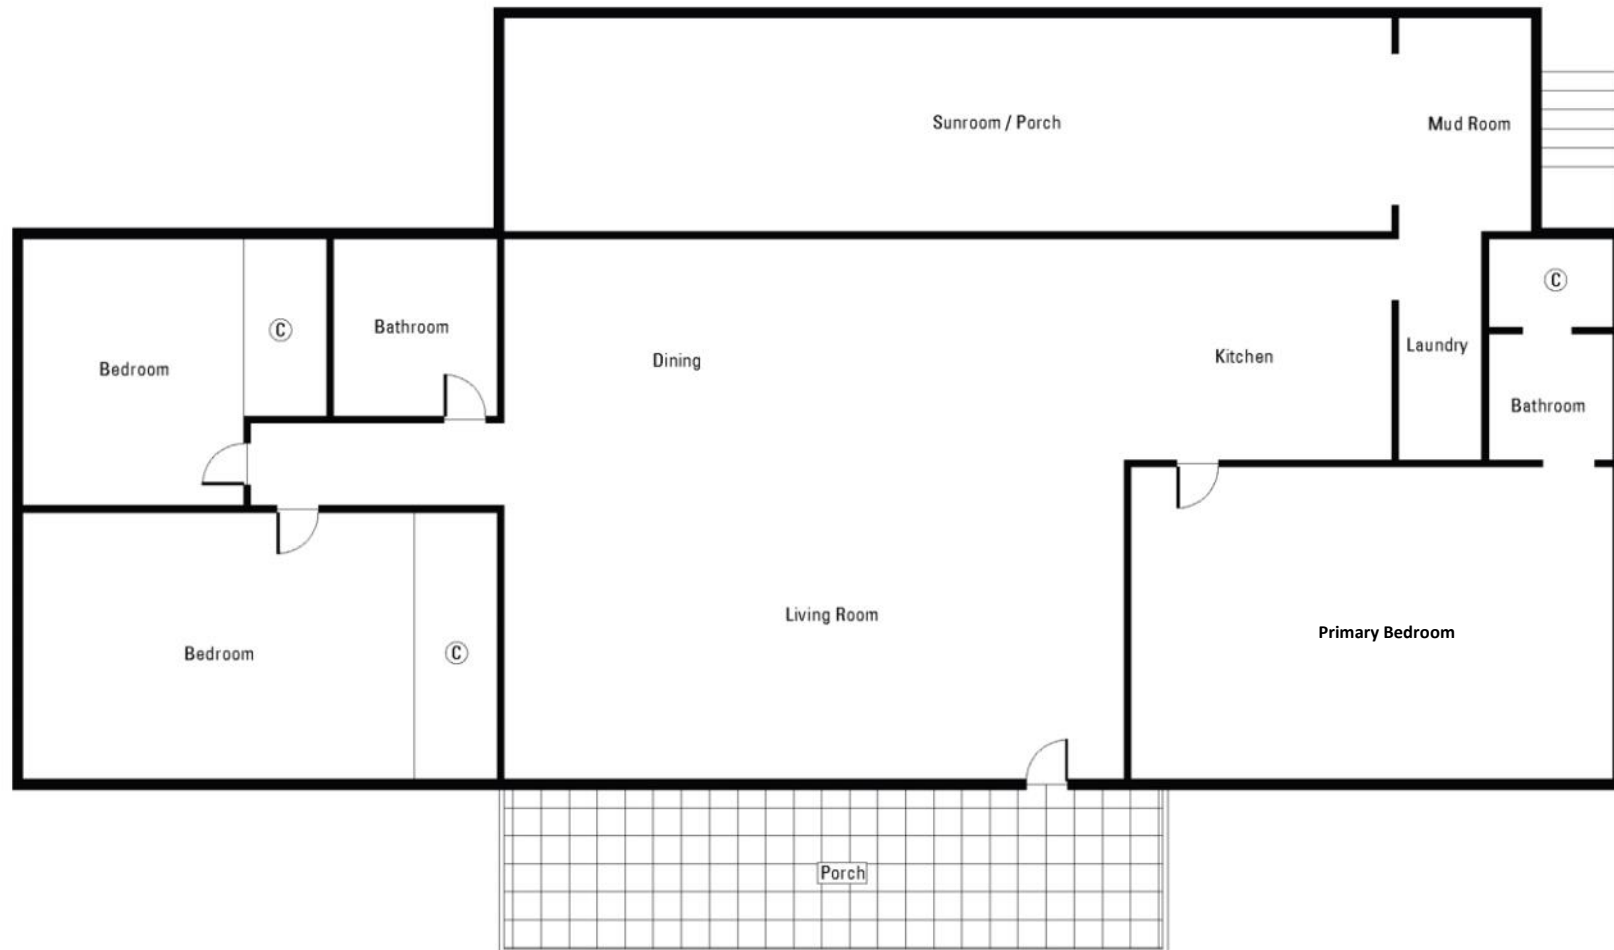 Sunroom / Porch
Mud Room
Bedroom
C
Bathroom
Dining
Kitchen
Laundry
C
Bathroom
Bedroom
C
Living Room
Primary Bedroom
Porch